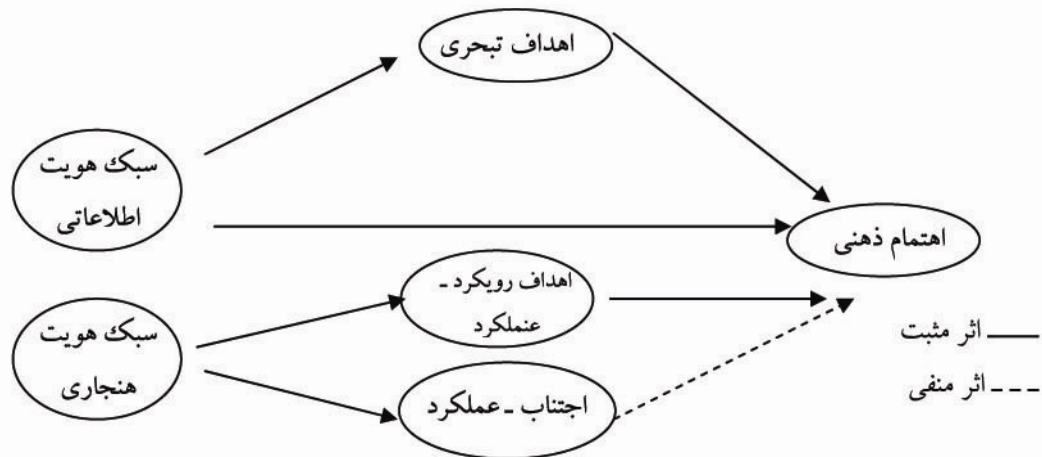 اهداف تبحری
سبک هویت
اطلاعاتی
اهتمام ذهنی
اهداف رویکرد -
عنملکرد
سبک هویت
هنجاری
اجتناب - عملکرد
اثر مثبت
اثر منفی